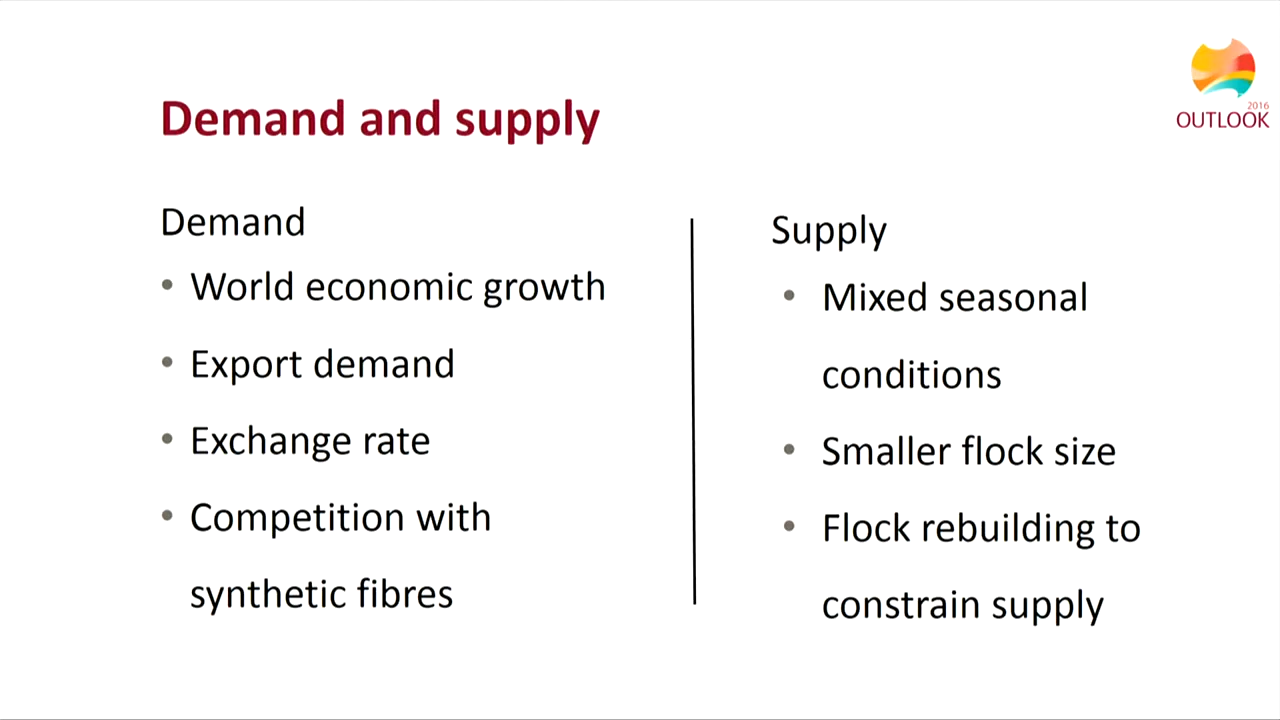 2016
OUTLOOK
Demand and supply
Demand
• World economic growth
• Export demand
• Exchange rate
• Competition with
synthetic fibres
Supply
• Mixed seasonal
conditions
• Smaller flock size
• Flock rebuilding to
constrain supply